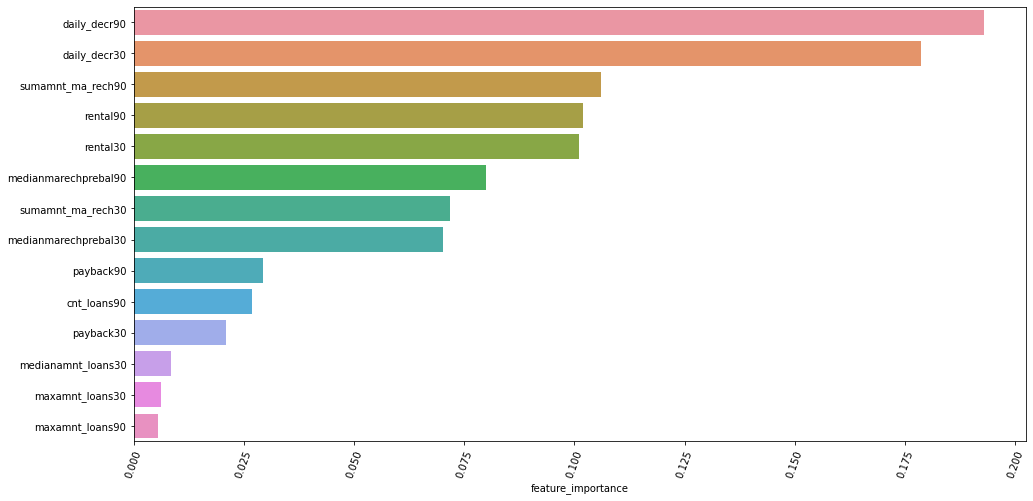 daily_decr90
daily_decr30
sumamnt_ma_rech90
rental90
rental30
medianmarechprebal90
sumamnt_ma_rech30
medianmarechprebal30
payback90
cnt_loans90
payback30
medianamnt_loans30
maxamnt_loans30
maxamnt_loans90
0.000 0.025 0.050 0.075 0.100 0.125 0.150 0.175 0.200
feature_importance